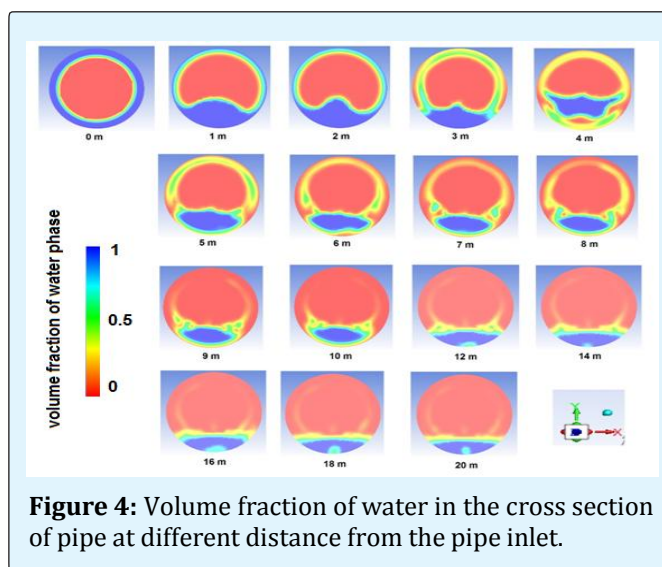 0 m
1 m
2 m
3 m
4 m
5 m
6 m
7 m
8 m
volume fraction of water phase
1
0.5
0
9 m
10 m
12 m
14 m
16 m
18 m
20 m
Y
X
Figure 4: Volume fraction of water in the cross section
of pipe at different distance from the pipe inlet.